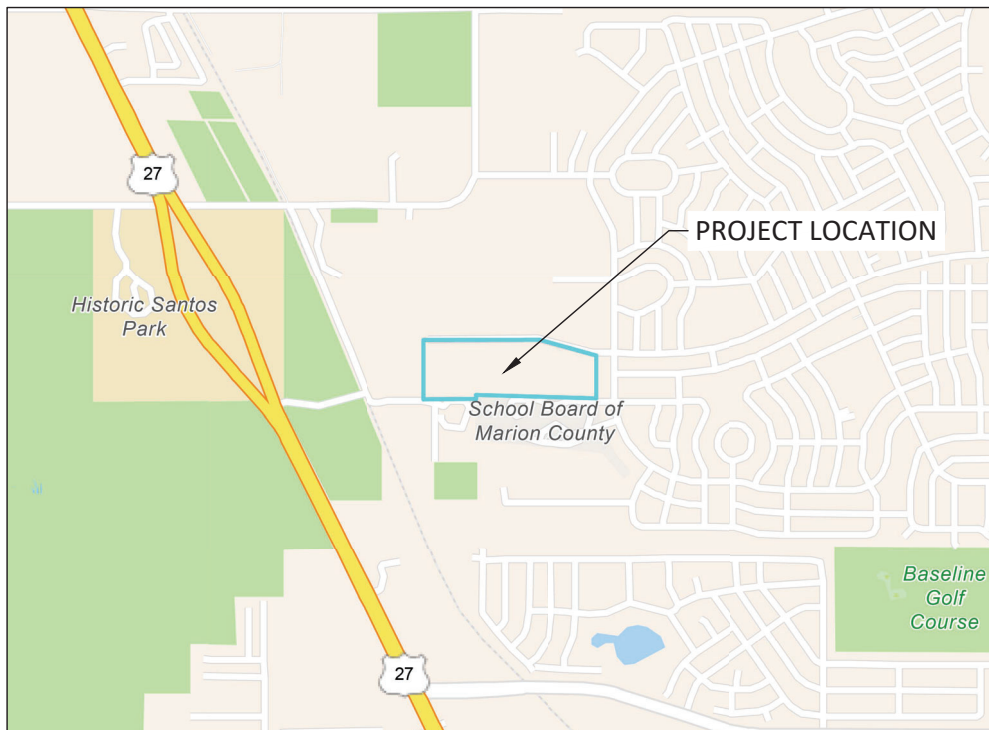 27
PROJECT LOCATION
Historic Santos
Park
School Board of
Marion County
Baseline
Golf
Course
27